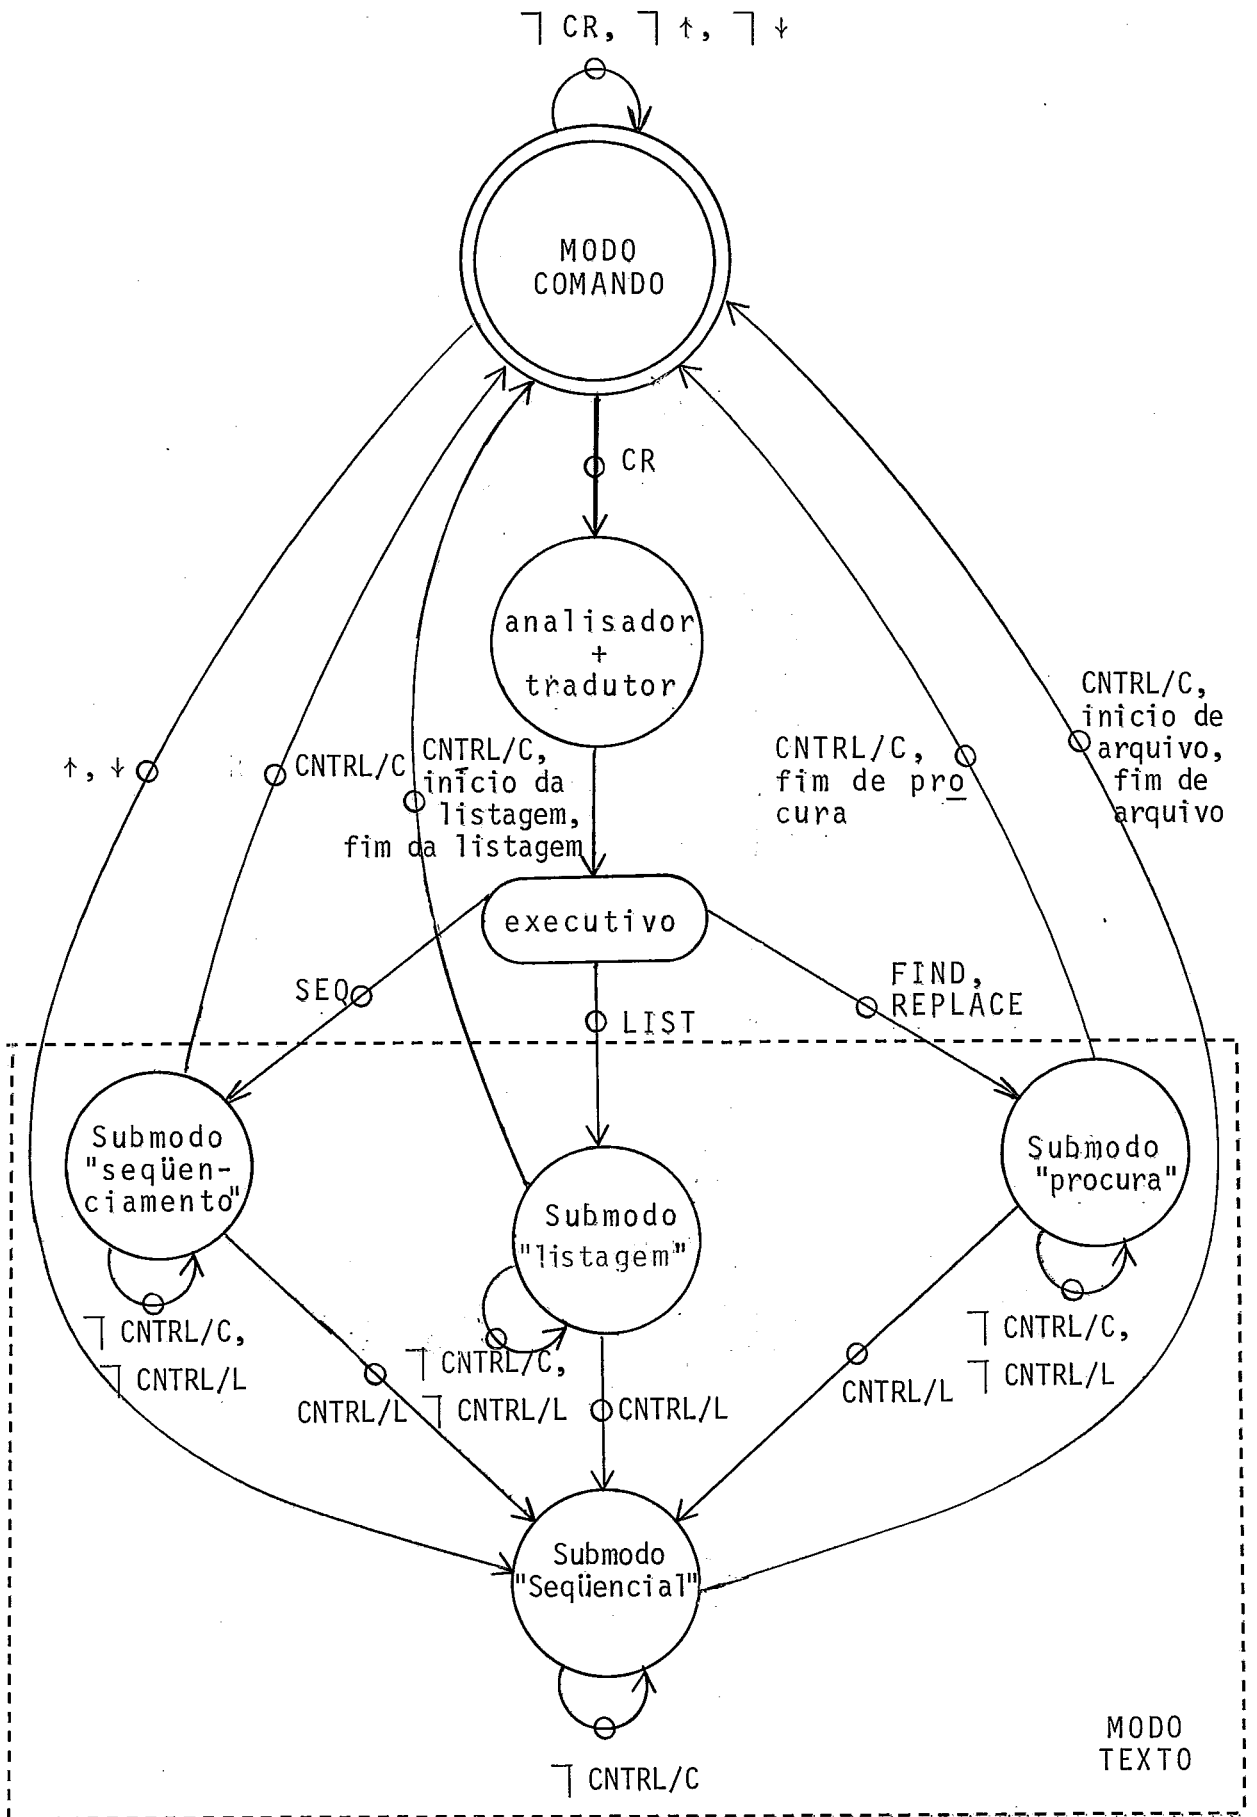 ⏋ CR, ⏋ ↑, ⏋ ↓
MODO
COMANDO
CR
analisador
+
tradutor
↑, ↓
CNTRL/C
CNTRL/C,
início da
listagem,
fim da listagem
CNTRL/C,
fim de pro
cura
CNTRL/C,
inicio de
arquivo,
fim de
arquivo
executivo
SEQ
LIST
FIND,
REPLACE
Submodo
"seqüen-
ciamento"
Submodo
"listagem"
Submodo
"procura"
⏋ CNTRL/C,
⏋ CNTRL/L
⏋ CNTRL/C,
⏋ CNTRL/L
⏋ CNTRL/C,
⏋ CNTRL/L
CNTRL/L
CNTRL/L
CNTRL/L
Submodo
"Seqüencial"
⏋ CNTRL/C
MODO
TEXTO